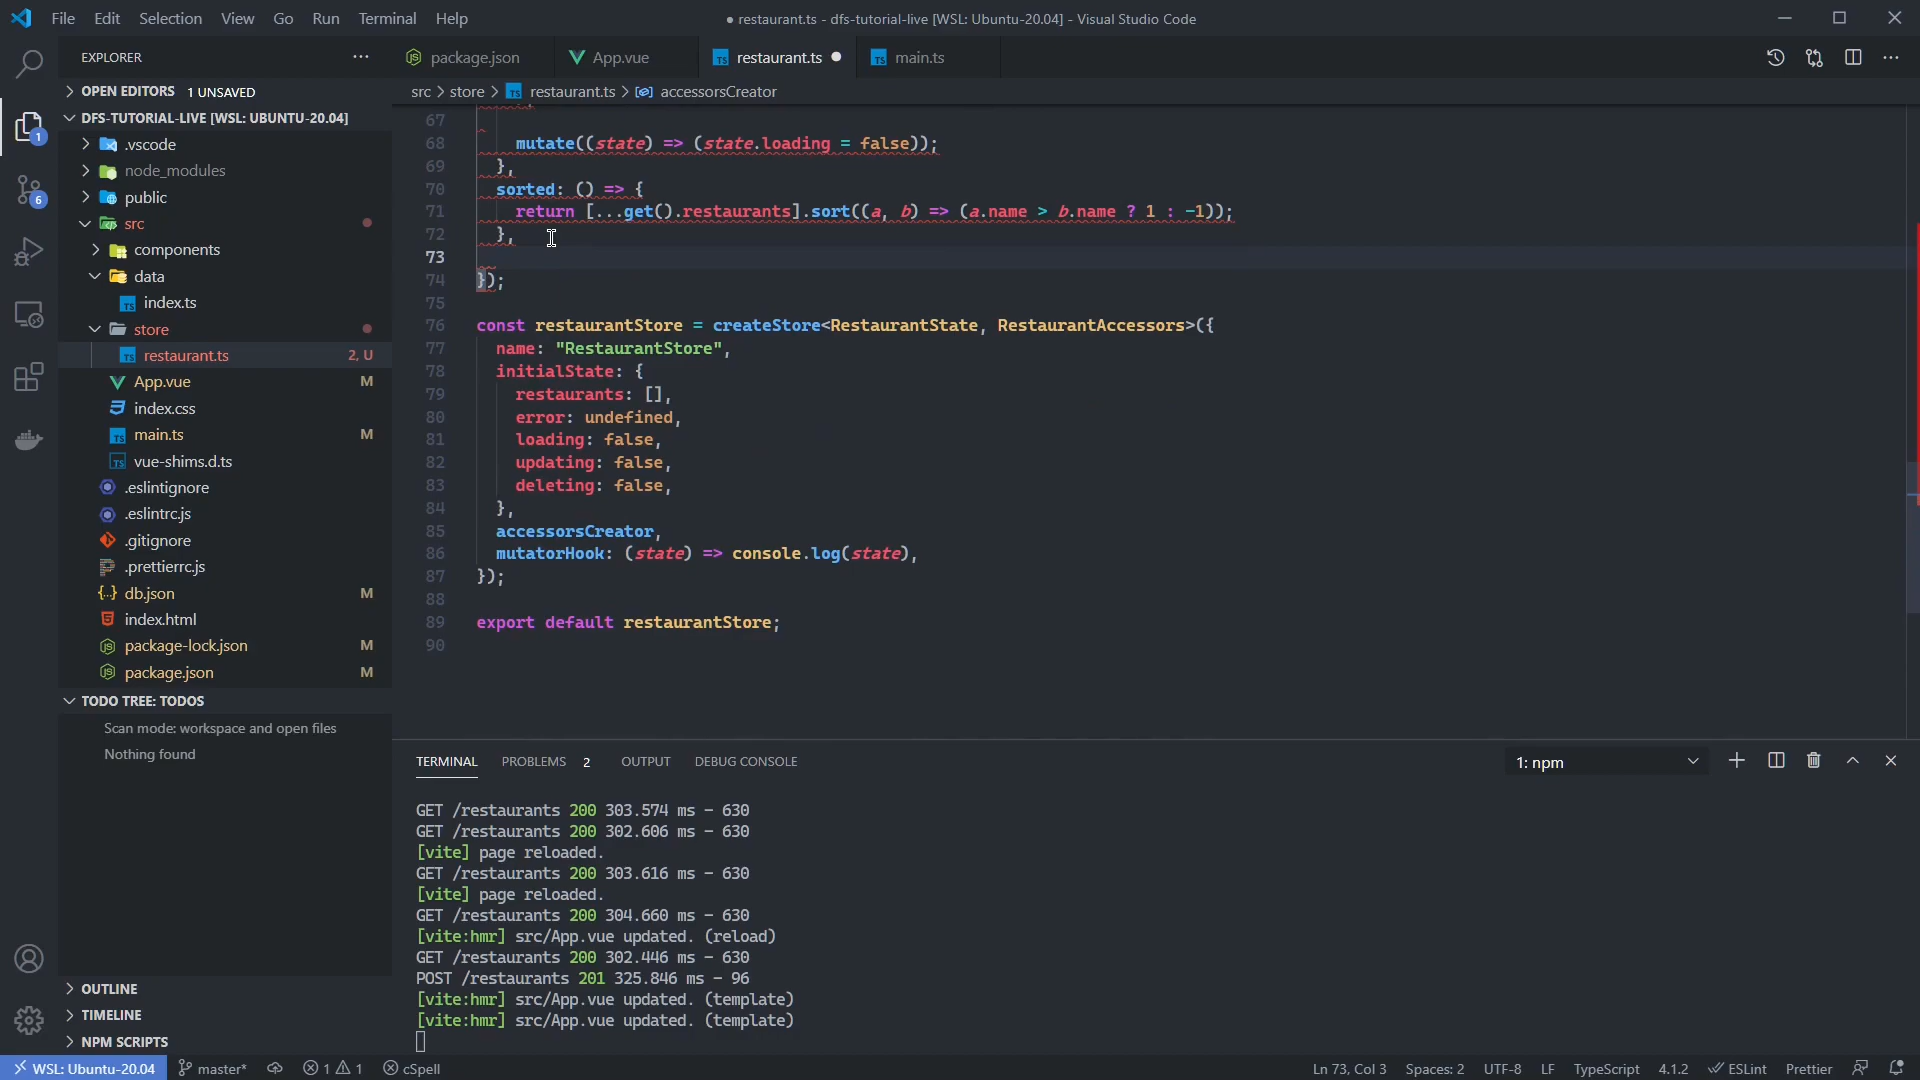 File Edit Selection View Go Run Terminal Help
● restaurant.ts - dfs-tutorial-live [WSL: Ubuntu-20.04] - Visual Studio Code
EXPLORER
package.json
App.vue
restaurant.ts
main.ts
OPEN EDITORS 1 UNSAVED
src > store > restaurant.ts > accessorsCreator
DFS-TUTORIAL-LIVE [WSL: UBUNTU-20.04]
.vscode
node_modules
public
src
components
data
index.ts
store
restaurant.ts 2, U
App.vue M
index.css
main.ts M
vue-shims.d.ts
.eslintignore
.eslintrc.js
.gitignore
.prettierrc.js
db.json M
index.html
package-lock.json M
package.json M
TODO TREE: TODOS
Scan mode: workspace and open files
Nothing found
OUTLINE
TIMELINE
NPM SCRIPTS
1
6
67
68 mutate((state) => (state.loading = false));
69 },
70 sorted: () => {
71 return [...get().restaurants].sort((a, b) => (a.name > b.name ? 1 : -1));
72 },
73
74 });
75
76 const restaurantStore = createStore<RestaurantState, RestaurantAccessors>({
77 name: "RestaurantStore",
78 initialState: {
79 restaurants: [],
80 error: undefined,
81 loading: false,
82 updating: false,
83 deleting: false,
84 },
85 accessorsCreator,
86 mutatorHook: (state) => console.log(state),
87 });
88
89 export default restaurantStore;
90
TERMINAL PROBLEMS 2 OUTPUT DEBUG CONSOLE
1: npm
GET /restaurants 200 303.574 ms - 630
GET /restaurants 200 302.606 ms - 630
[vite] page reloaded.
GET /restaurants 200 303.616 ms - 630
[vite] page reloaded.
GET /restaurants 200 304.660 ms - 630
[vite:hmr] src/App.vue updated. (reload)
GET /restaurants 200 302.446 ms - 630
POST /restaurants 201 325.846 ms - 96
[vite:hmr] src/App.vue updated. (template)
[vite:hmr] src/App.vue updated. (template)
WSL: Ubuntu-20.04 master* 1 1 cSpell
Ln 73, Col 3 Spaces: 2 UTF-8 LF TypeScript 4.1.2 ESLint Prettier